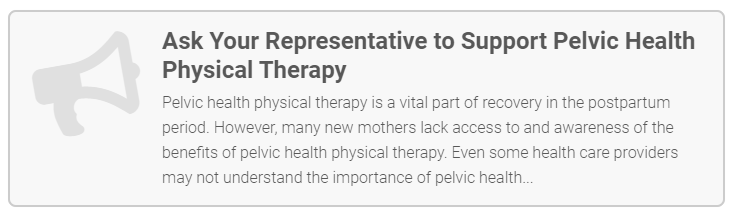 Ask Your Representative to Support Pelvic Health
Physical Therapy
Pelvic health physical therapy is a vital part of recovery in the postpartum
period. However, many new mothers lack access to and awareness of the
benefits of pelvic health physical therapy. Even some health care providers
may not understand the importance of pelvic health...